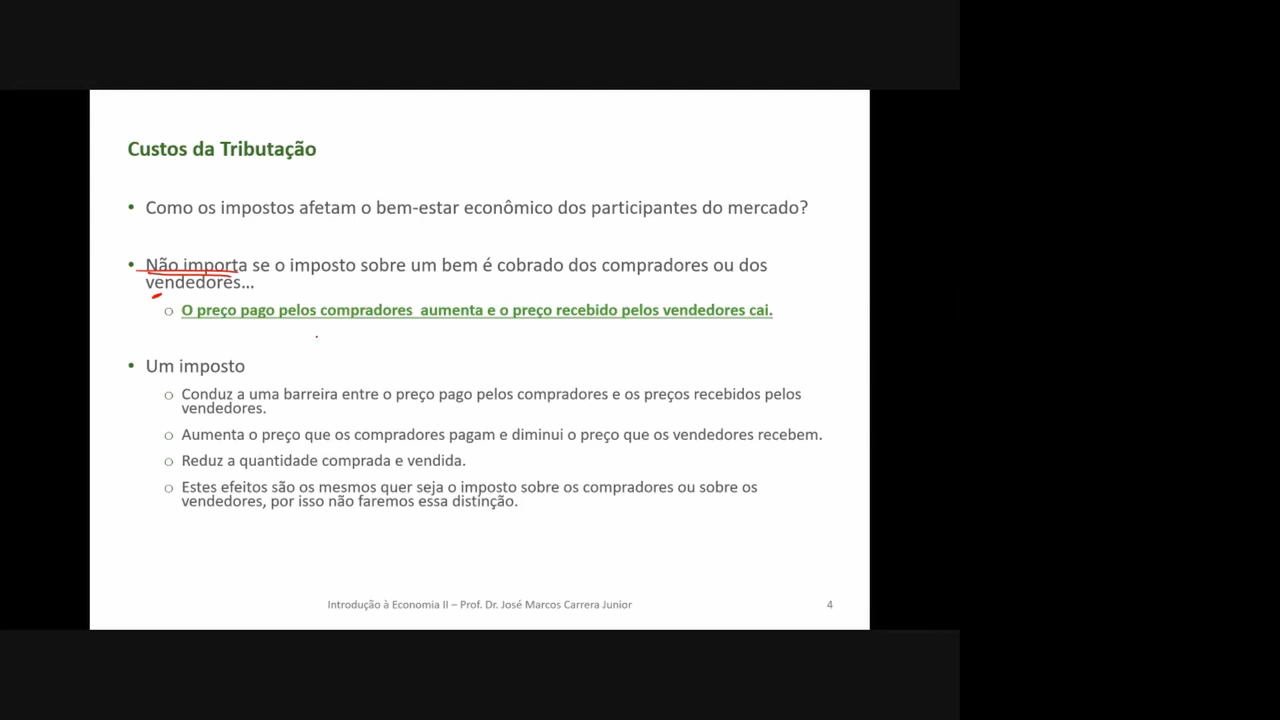 Custos da Tributação
• Como os impostos afetam o bem-estar econômico dos participantes do mercado?
• Não importa se o imposto sobre um bem é cobrado dos compradores ou dos
vendedores...
○ O preço pago pelos compradores  aumenta e o preço recebido pelos vendedores cai.
• Um imposto
○ Conduz a uma barreira entre o preço pago pelos compradores e os preços recebidos pelos
vendedores.
○ Aumenta o preço que os compradores pagam e diminui o preço que os vendedores recebem.
○ Reduz a quantidade comprada e vendida.
○ Estes efeitos são os mesmos quer seja o imposto sobre os compradores ou sobre os
vendedores, por isso não faremos essa distinção.
Introdução à Economia II – Prof. Dr. José Marcos Carrera Junior
4